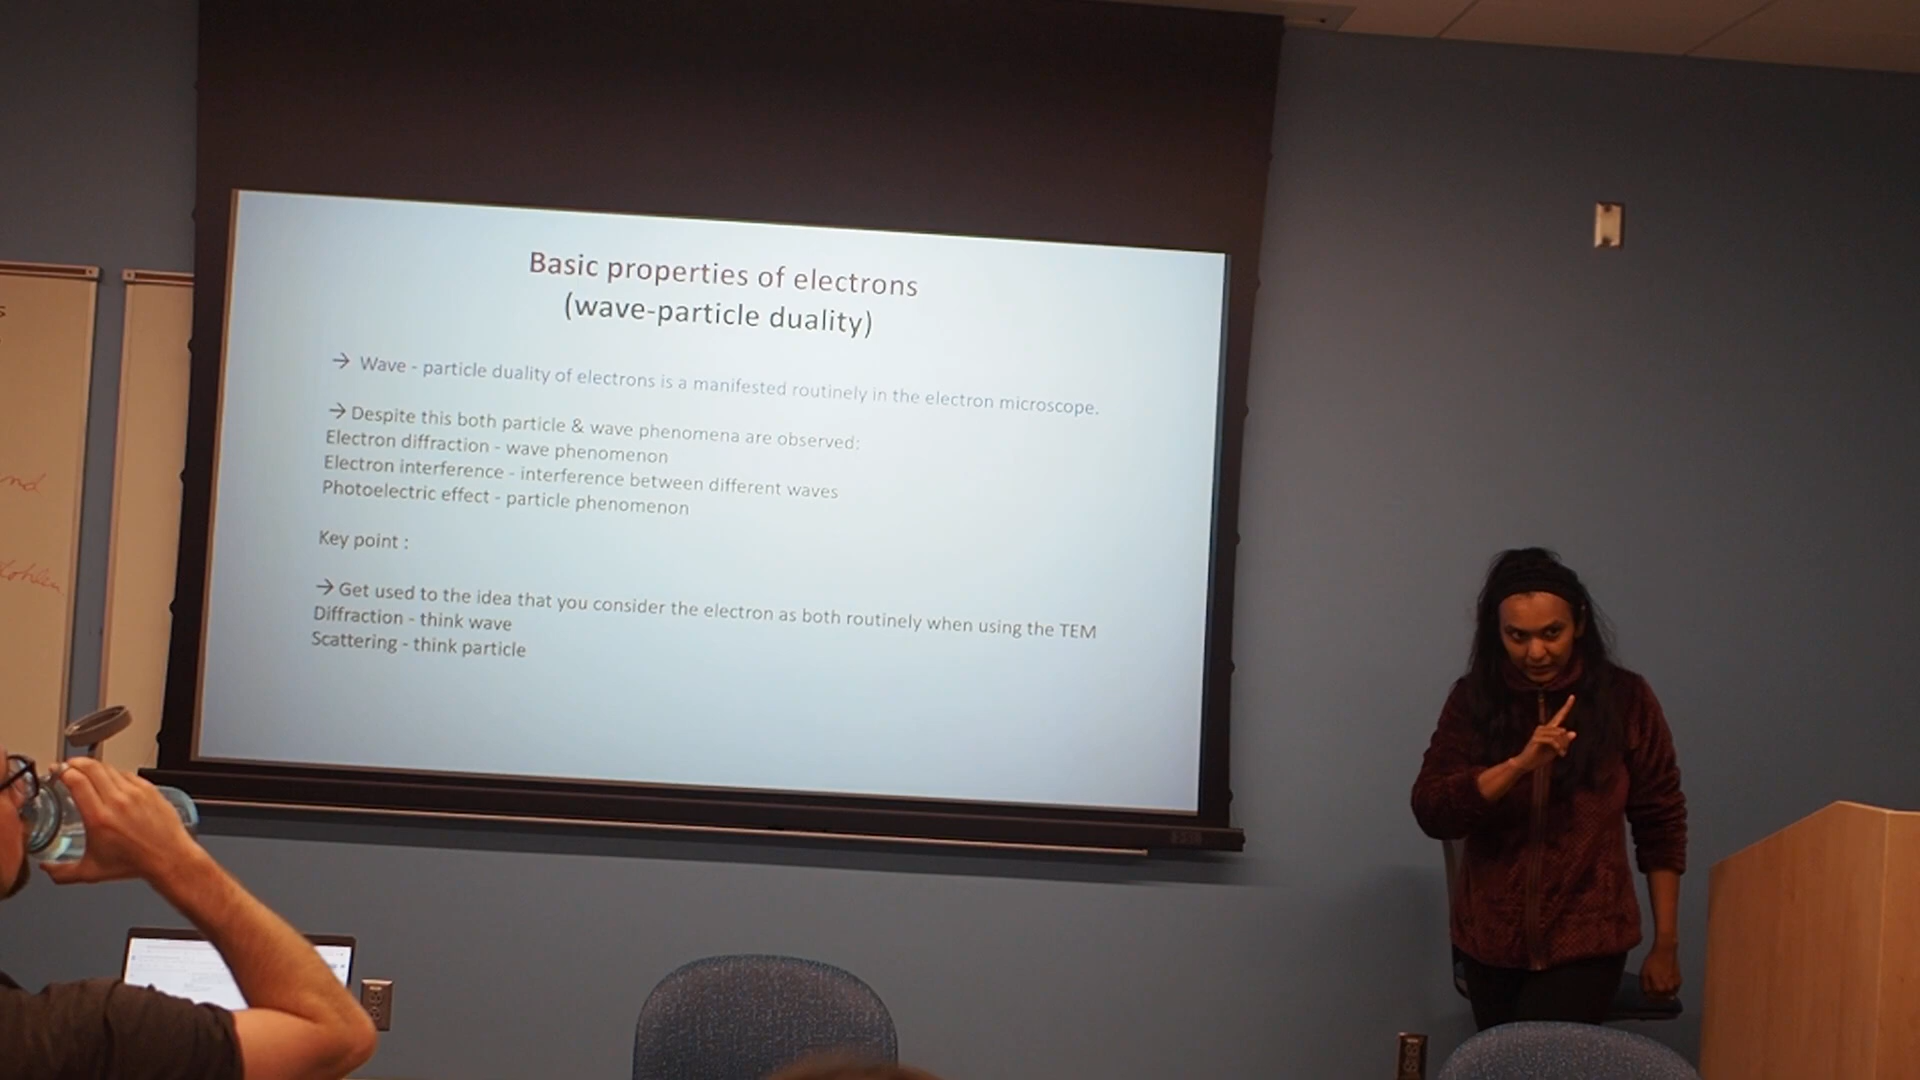 Basic properties of electrons
(wave-particle duality)
→ Wave - particle duality of electrons is a manifested routinely in the electron microscope.
→ Despite this both particle & wave phenomena are observed:
Electron diffraction - wave phenomenon
Electron interference - interference between different waves
Photoelectric effect - particle phenomenon
Key point :
→ Get used to the idea that you consider the electron as both routinely when using the TEM
Diffraction - think wave
Scattering - think particle